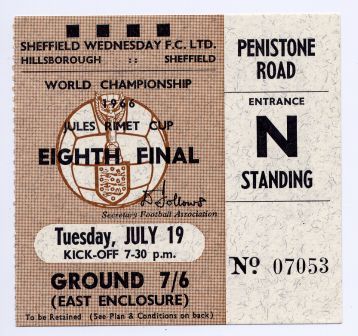 SHEFFIELD WEDNESDAY F.C. LTD.
HILLSBOROUGH :: SHEFFIELD
WORLD CHAMPIONSHIP
1966
JULES RIMET CUP
EIGHTH FINAL
D Follows
Secretary Football Association
Tuesday, JULY 19
KICK-OFF 7-30 p.m.
GROUND 7/6
(EAST ENCLOSURE)
To be Retained (See Plan & Conditions on back)
PENISTONE
ROAD
ENTRANCE
N
STANDING
No. 07053